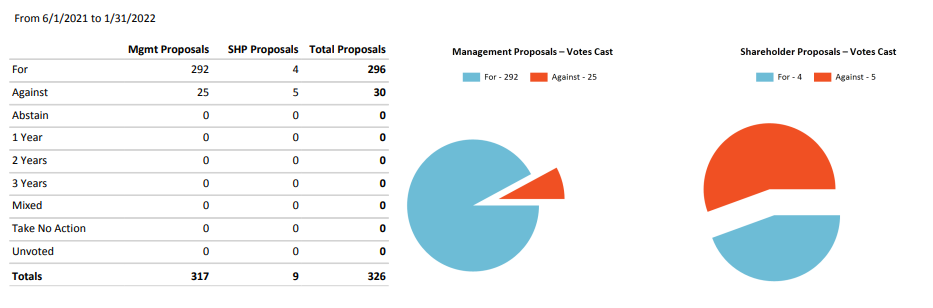 From 6/1/2021 to 1/31/2022
Mgmt Proposals SHP Proposals Total Proposals
For 292 4 296
Against 25 5 30
Abstain 0 0 0
1 Year 0 0 0
2 Years 0 0 0
3 Years 0 0 0
Mixed 0 0 0
Take No Action 0 0 0
Unvoted 0 0 0
Totals 317 9 326
Management Proposals – Votes Cast
For - 292 Against - 25
Shareholder Proposals – Votes Cast
For - 4 Against - 5